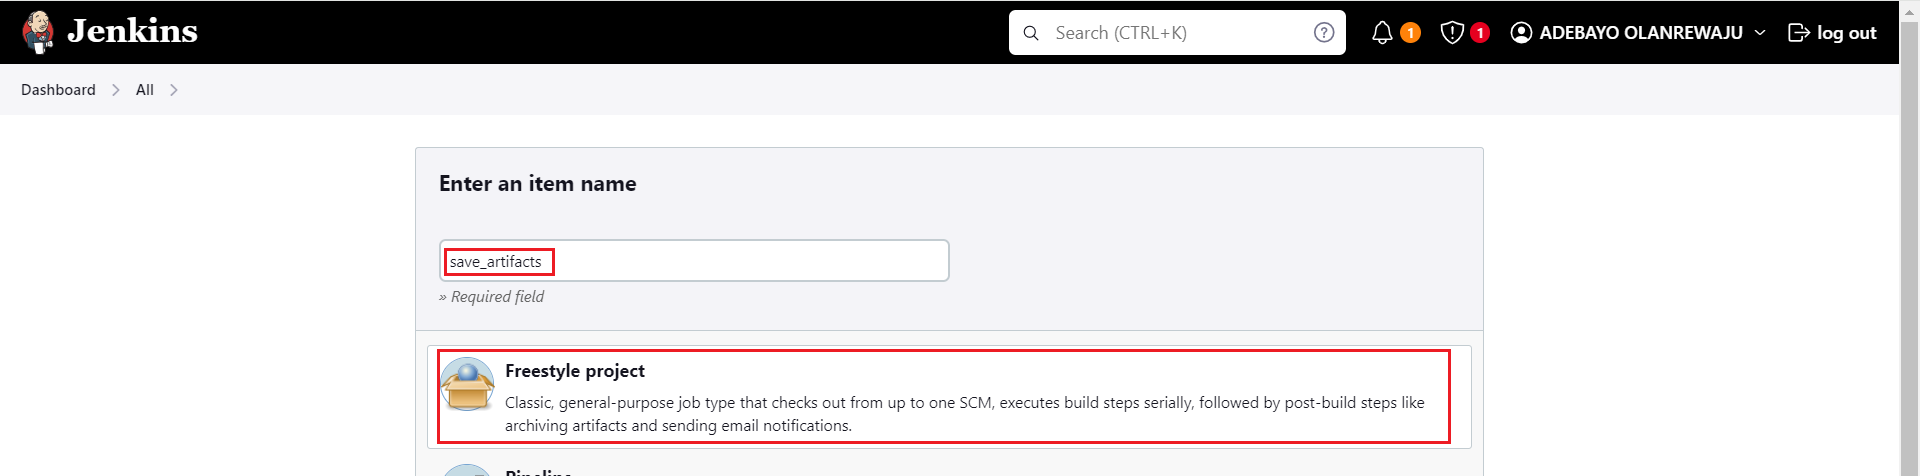 Jenkins
Search (CTRL+K)
?
1
1
ADEBAYO OLANREWAJU
log out
Dashboard
All
Enter an item name
save_artifacts
» Required field
Freestyle project
Classic, general-purpose job type that checks out from up to one SCM, executes build steps serially, followed by post-build steps like
archiving artifacts and sending email notifications.
Pipeline